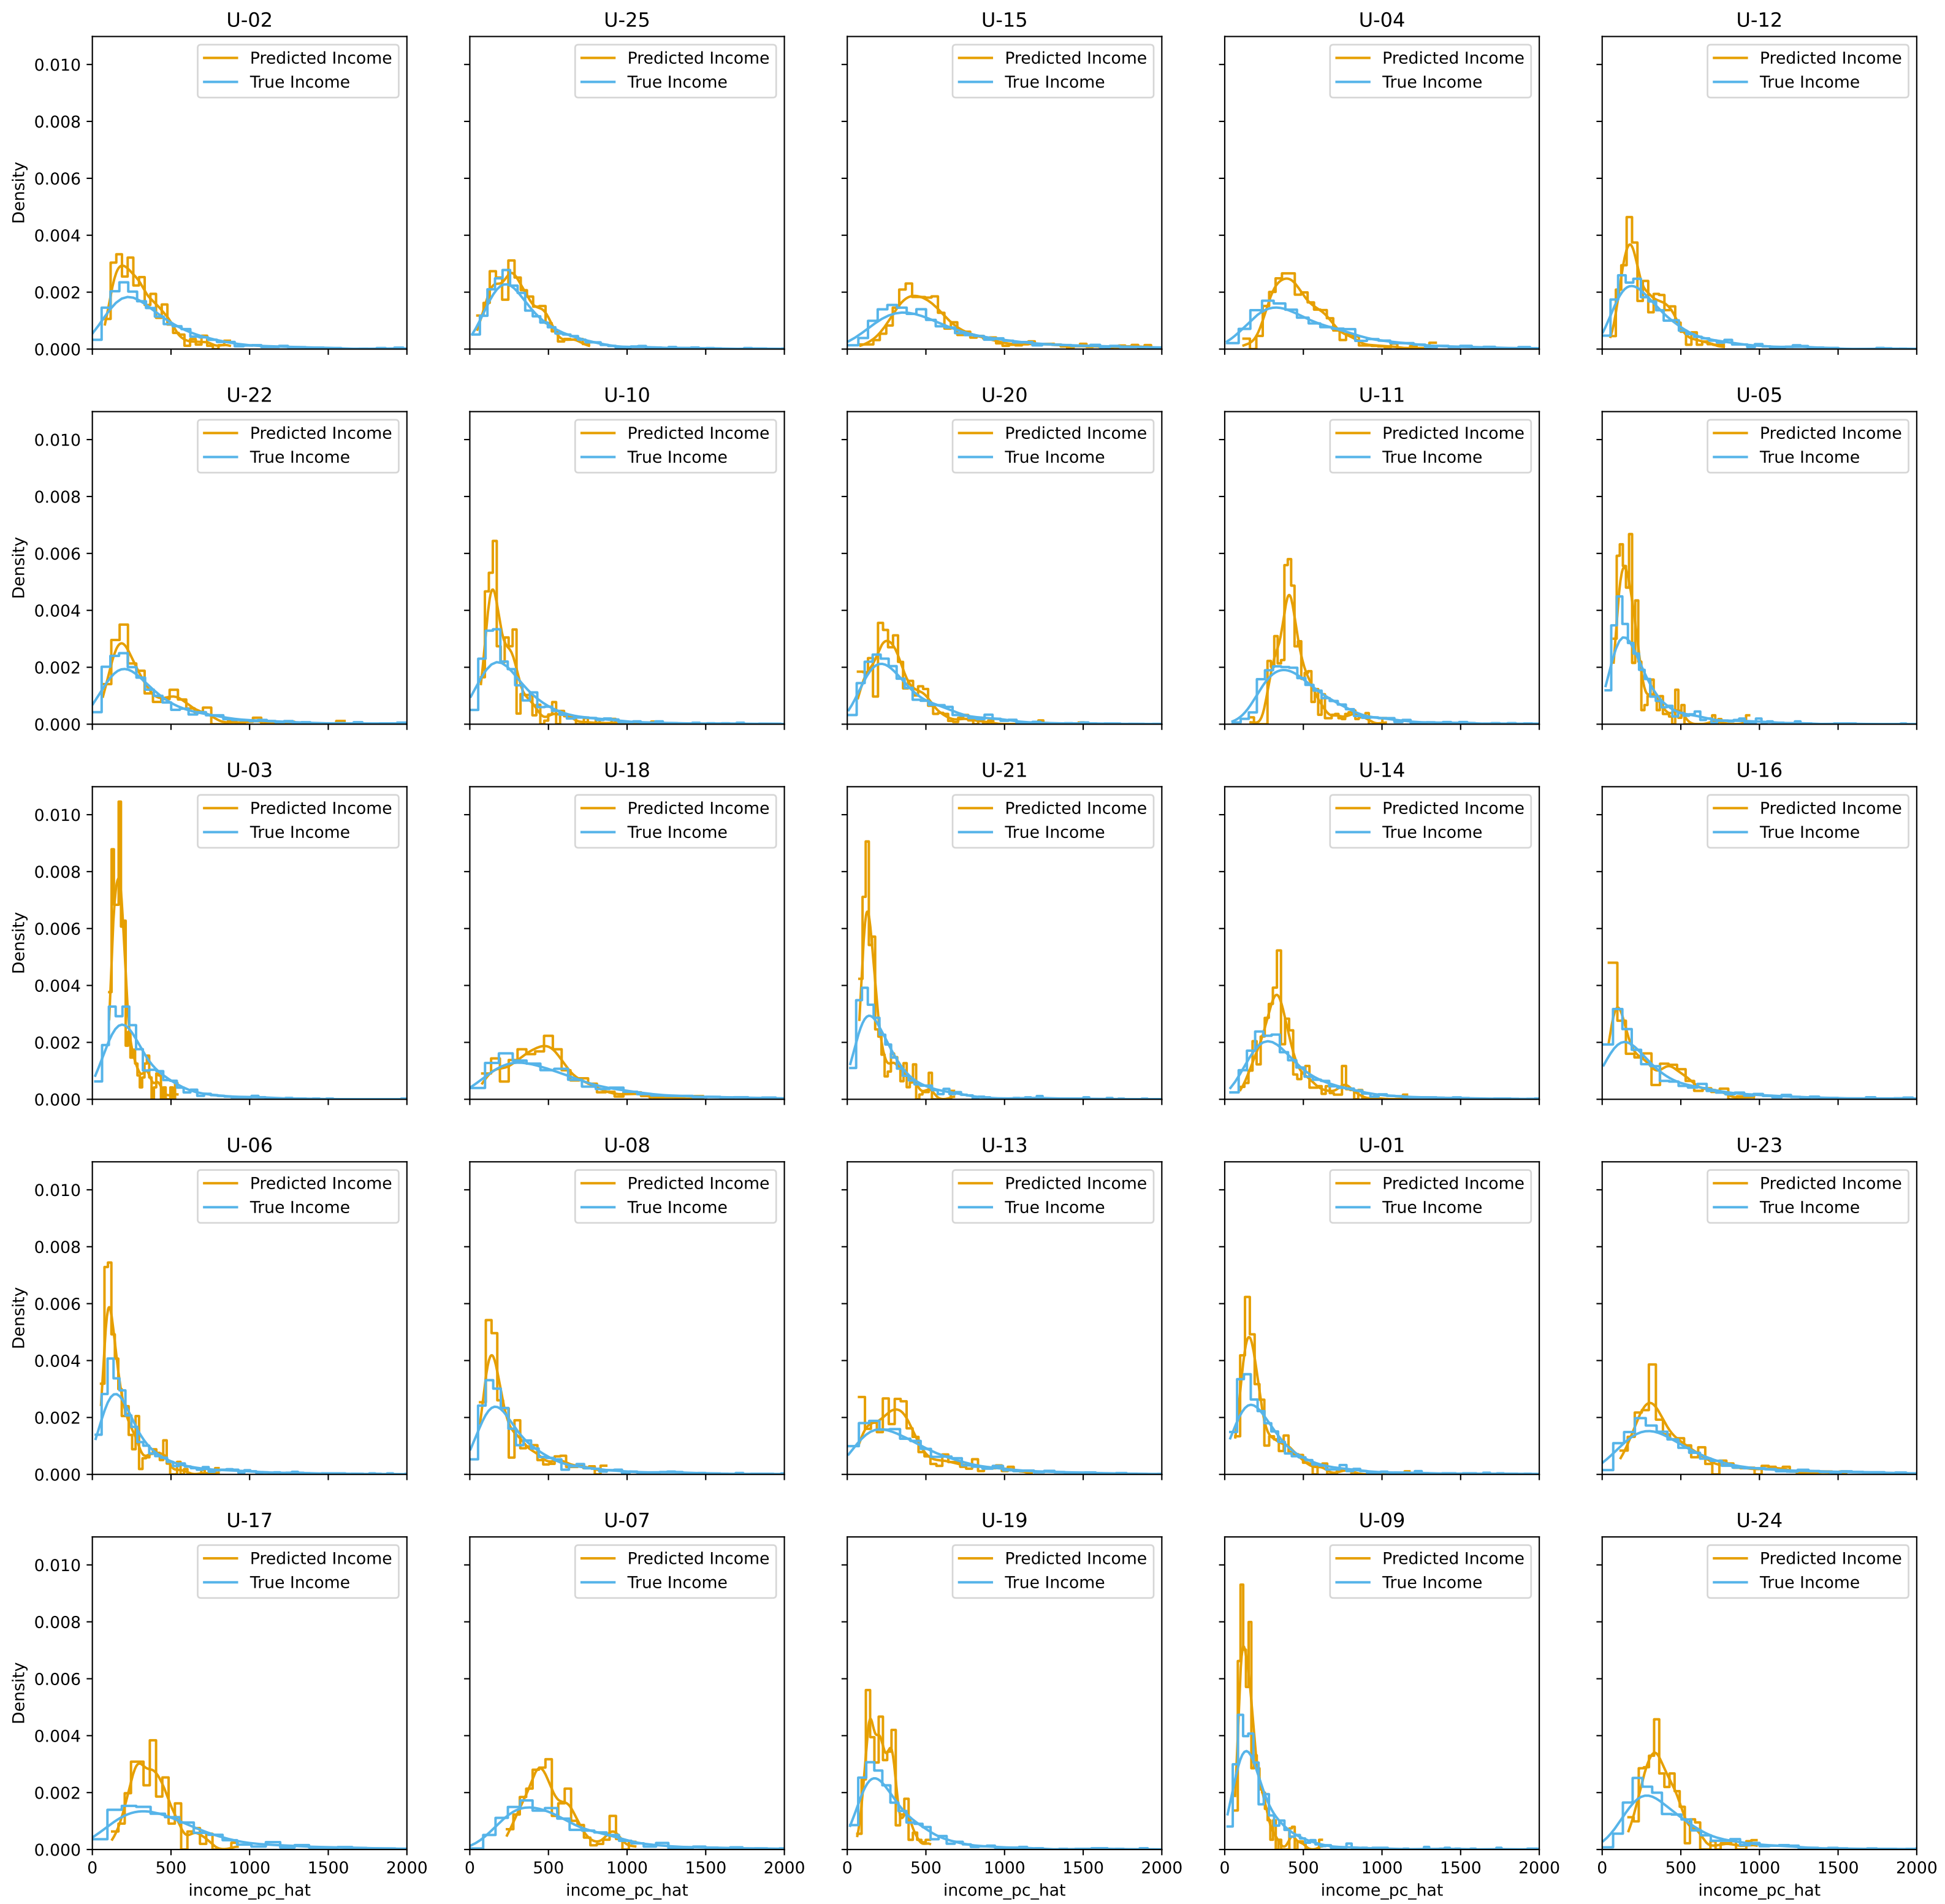 U-02 U-25 U-15 U-04 U-12
Predicted Income Predicted Income Predicted Income Predicted Income Predicted Income
True Income True Income True Income True Income True Income
0.010
0.008
0.006
0.004
0.002
0.000
Density
U-22 U-10 U-20 U-11 U-05
Predicted Income Predicted Income Predicted Income Predicted Income Predicted Income
True Income True Income True Income True Income True Income
0.010
0.008
0.006
0.004
0.002
0.000
Density
U-03 U-18 U-21 U-14 U-16
Predicted Income Predicted Income Predicted Income Predicted Income Predicted Income
True Income True Income True Income True Income True Income
0.010
0.008
0.006
0.004
0.002
0.000
Density
U-06 U-08 U-13 U-01 U-23
Predicted Income Predicted Income Predicted Income Predicted Income Predicted Income
True Income True Income True Income True Income True Income
0.010
0.008
0.006
0.004
0.002
0.000
Density
U-17 U-07 U-19 U-09 U-24
Predicted Income Predicted Income Predicted Income Predicted Income Predicted Income
True Income True Income True Income True Income True Income
0.010
0.008
0.006
0.004
0.002
0.000
Density
0 500 1000 1500 2000 0 500 1000 1500 2000 0 500 1000 1500 2000 0 500 1000 1500 2000 0 500 1000 1500 2000
income_pc_hat income_pc_hat income_pc_hat income_pc_hat income_pc_hat